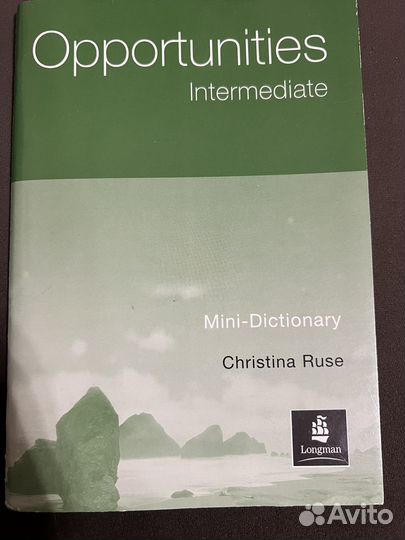 Opportunities
Intermediate
Mini-Dictionary
Christina Ruse
Longman
Avito